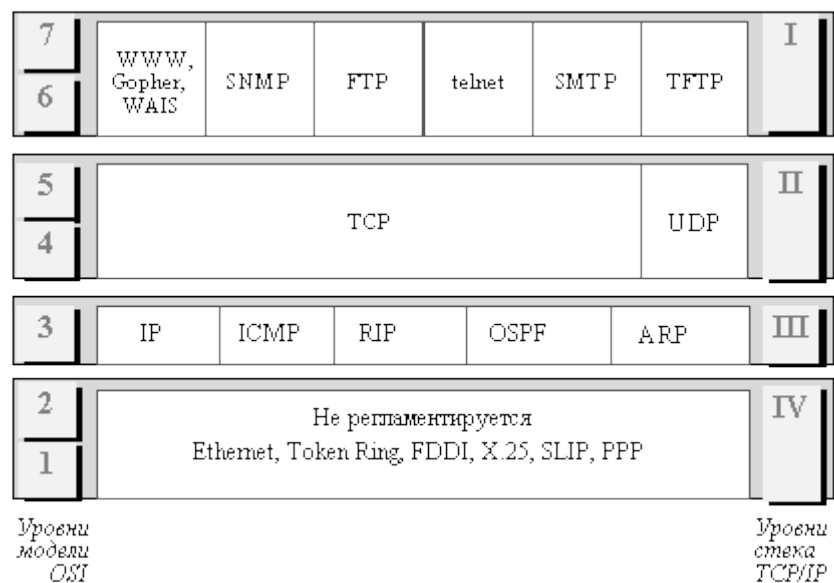 7
6
WWW,
Gopher,
WAIS
SNMP
FTP
telnet
SMTP
TFTP
I
5
4
TCP
UDP
II
3
IP
ICMP
RIP
OSPF
ARP
III
2
1
Не регламентируется
Ethernet, Token Ring, FDDI, X.25, SLIP, PPP
IV
Уровни
модели
OSI
Уровни
стека
TCP/IP